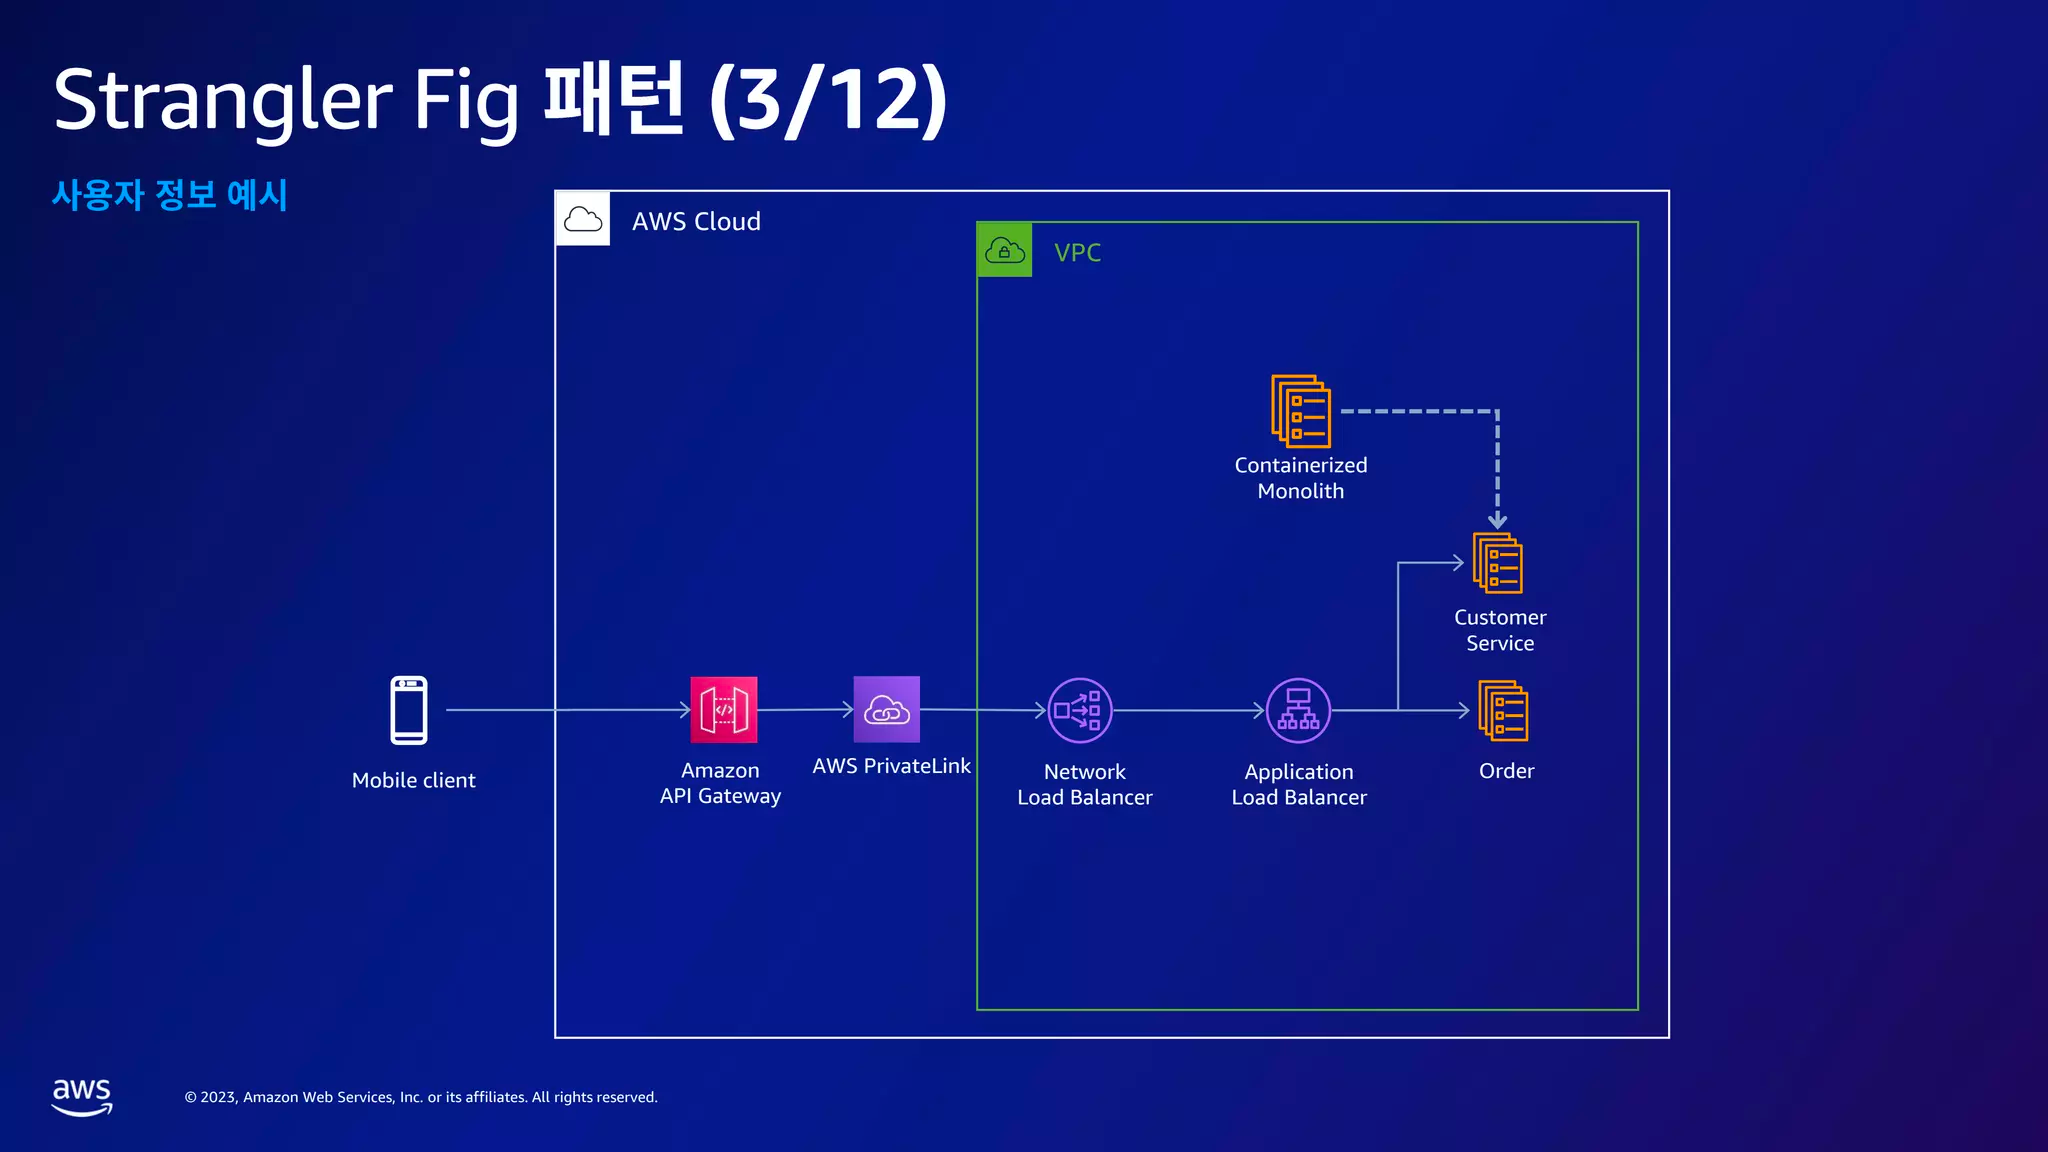 Strangler Fig 패턴 (3/12)
사용자 정보 예시
AWS Cloud
VPC
Containerized
Monolith
Customer
Service
Mobile client
Amazon
API Gateway
AWS PrivateLink
Network
Load Balancer
Application
Load Balancer
Order
aws
© 2023, Amazon Web Services, Inc. or its affiliates. All rights reserved.